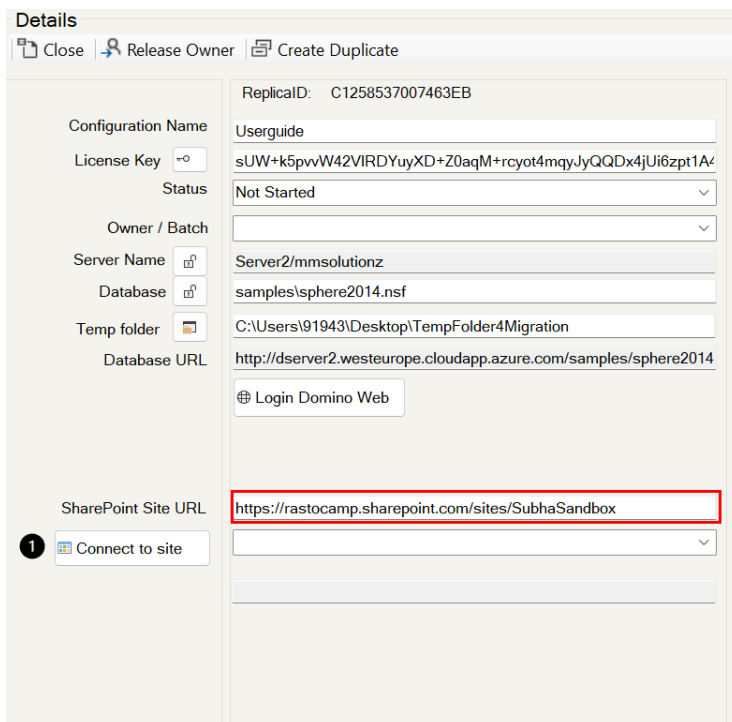 Details
Close Release Owner Create Duplicate
ReplicaID: C1258537007463EB
Configuration Name Userguide
License Key sUW+k5pvvW42VIRDYuyXD+Z0aqM+rcyot4mqyJyQQDx4jUi6zpt1A4
Status Not Started
Owner / Batch
Server Name Server2/mmsolutionz
Database samples\sphere2014.nsf
Temp folder C:\Users\91943\Desktop\TempFolder4Migration
Database URL http://dserver2.westeurope.cloudapp.azure.com/samples/sphere2014
Login Domino Web
SharePoint Site URL https://rastocamp.sharepoint.com/sites/SubhaSandbox
1 Connect to site